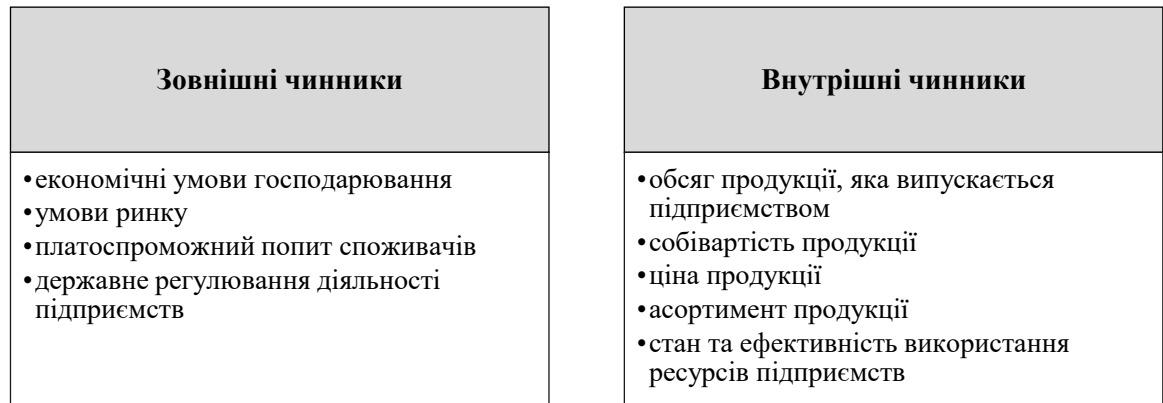 Зовнішні чинники
•економічні умови господарювання
•умови ринку
•платоспроможний попит споживачів
•державне регулювання діяльності
підприємств
Внутрішні чинники
•обсяг продукції, яка випускається
підприємством
•собівартість продукції
•ціна продукції
•асортимент продукції
•стан та ефективність використання
ресурсів підприємств